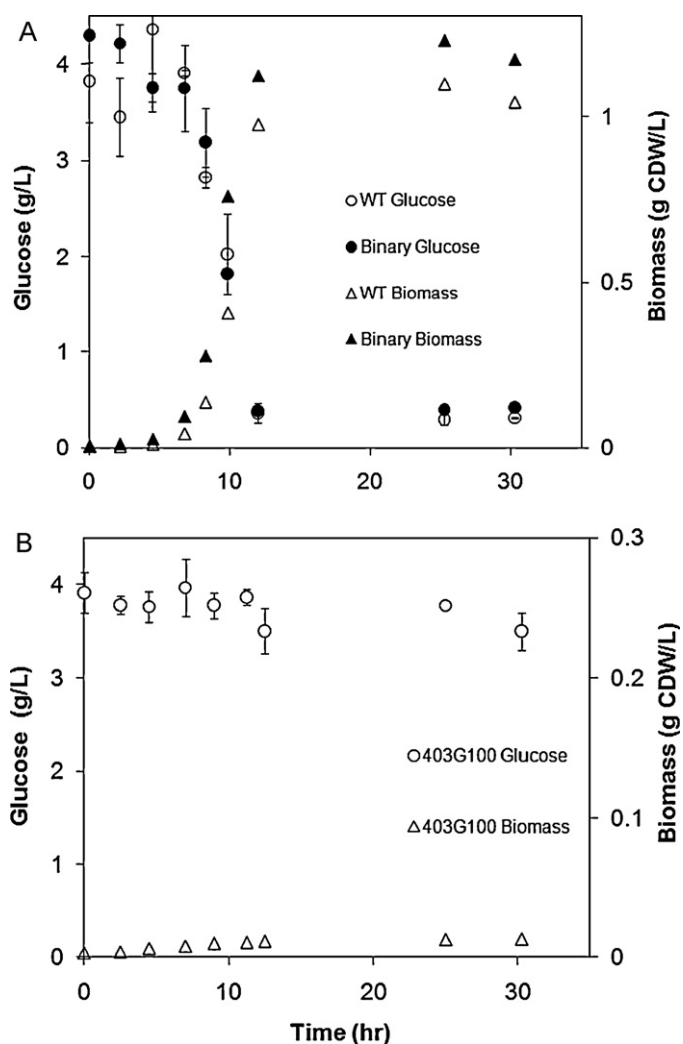 A
4
3
2
1
0
Glucose (g/L)
1
0.5
0
Biomass (g CDW/L)
WT Glucose
Binary Glucose
WT Biomass
Binary Biomass
0 10 20 30
B
4
3
2
1
0
Glucose (g/L)
0.3
0.2
0.1
0
Biomass (g CDW/L)
403G100 Glucose
403G100 Biomass
0 10 20 30
Time (hr)